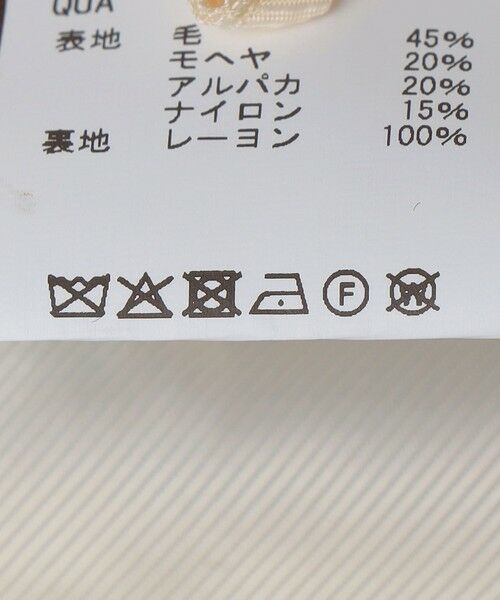 QUA
表地 毛 45%
モヘヤ 20%
アルパカ 20%
ナイロン 15%
裏地 レーヨン 100%
F W